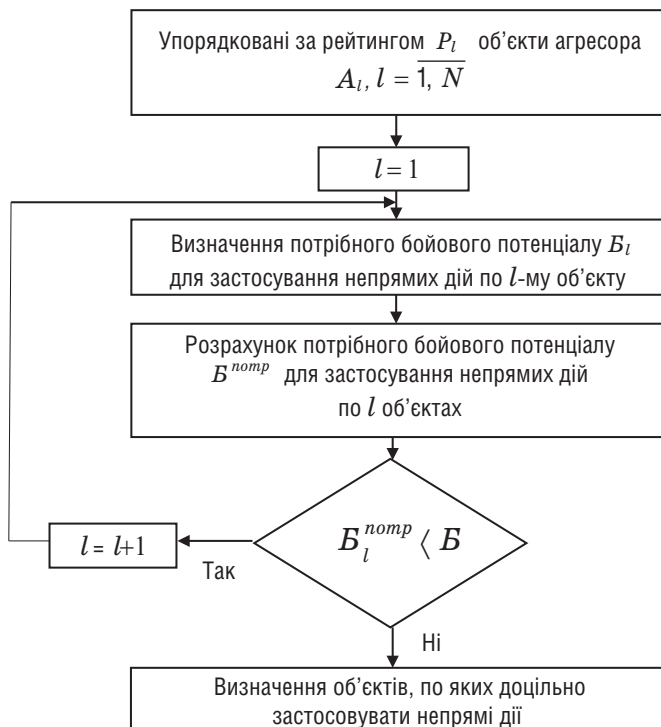 Упорядковані за рейтингом P_l об’єкти агресора
A_l, l = \overline{1, N}
l = 1
Визначення потрібного бойового потенціалу Б_l
для застосування непрямих дій по l-му об’єкту
Розрахунок потрібного бойового потенціалу
Б^{потр} для застосування непрямих дій
по l об’єктах
Б_l^{потр} ⟨ Б
l = l+1
Так
Ні
Визначення об’єктів, по яких доцільно
застосовувати непрямі дії